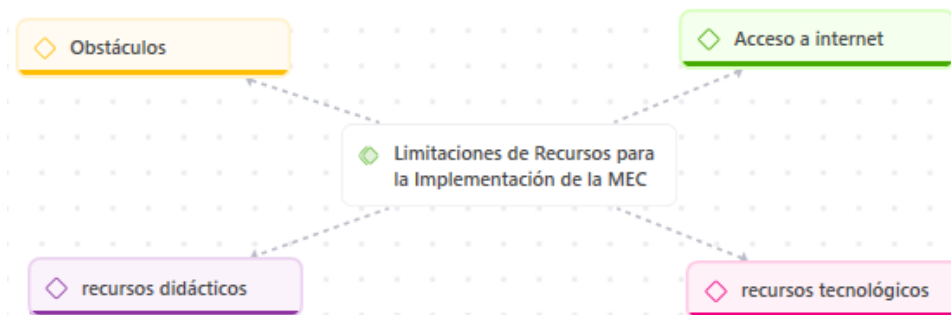 Obstáculos
Acceso a internet
Limitaciones de Recursos para
la Implementación de la MEC
recursos didácticos
recursos tecnológicos